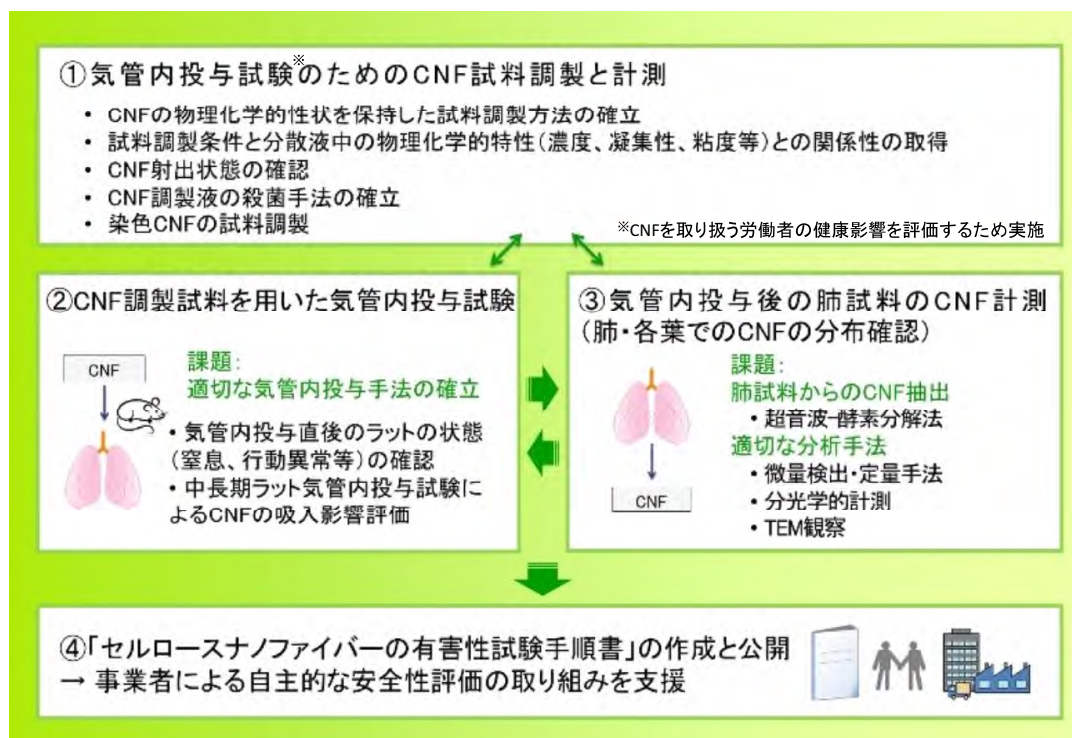 ①気管内投与試験※のためのCNF試料調製と計測
・ CNFの物理化学的性状を保持した試料調製方法の確立
・ 試料調製条件と分散液中の物理化学的特性(濃度、凝集性、粘度等)との関係性の取得
・ CNF射出状態の確認
・ CNF調製液の殺菌手法の確立
・ 染色CNFの試料調製
※CNFを取り扱う労働者の健康影響を評価するため実施
②CNF調製試料を用いた気管内投与試験
CNF
課題:
適切な気管内投与手法の確立
・気管内投与直後のラットの状態
(窒息、行動異常等)の確認
・中長期ラット気管内投与試験に
よるCNFの吸入影響評価
③気管内投与後の肺試料のCNF計測
(肺・各葉でのCNFの分布確認)
課題:
肺試料からのCNF抽出
・超音波-酵素分解法
適切な分析手法
・微量検出・定量手法
・分光学的計測
・TEM観察
CNF
④「セルロースナノファイバーの有害性試験手順書」の作成と公開
→ 事業者による自主的な安全性評価の取り組みを支援